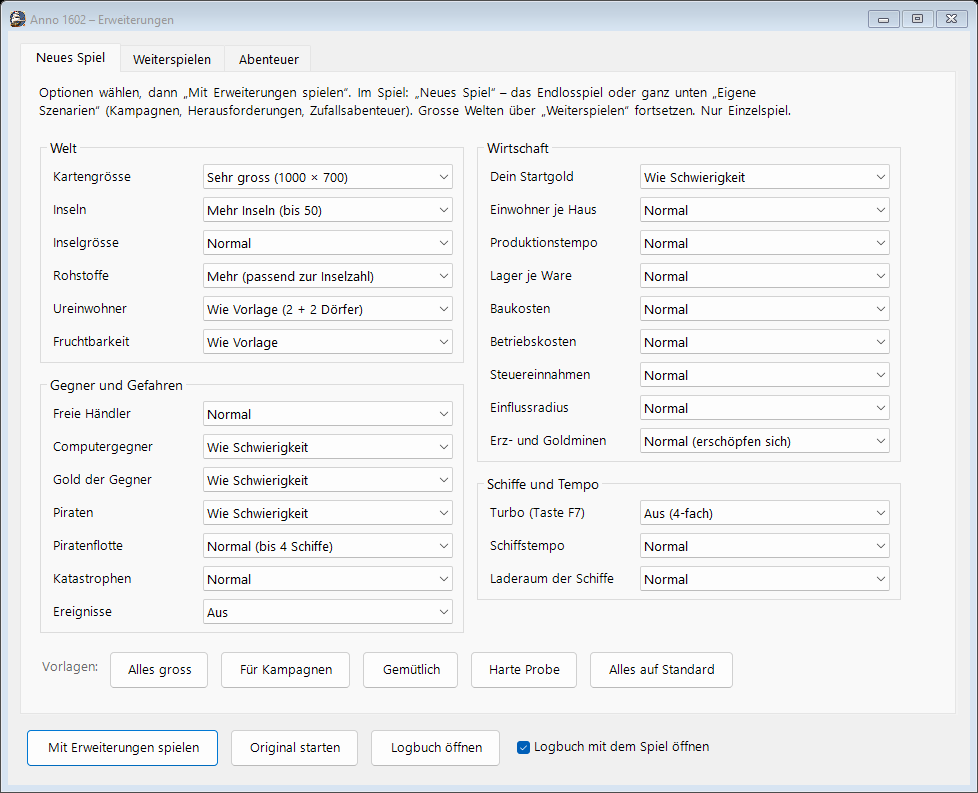 Anno 1602 – Erweiterungen
Neues Spiel
Weiterspielen
Abenteuer
Optionen wählen, dann „Mit Erweiterungen spielen“. Im Spiel: „Neues Spiel“ – das Endlosspiel oder ganz unten „Eigene
Szenarien“ (Kampagnen, Herausforderungen, Zufallsabenteuer). Grosse Welten über „Weiterspielen“ fortsetzen. Nur Einzelspiel.
Welt
Kartengrösse Sehr gross (1000 × 700)
Inseln Mehr Inseln (bis 50)
Inselgrösse Normal
Rohstoffe Mehr (passend zur Inselzahl)
Ureinwohner Wie Vorlage (2 + 2 Dörfer)
Fruchtbarkeit Wie Vorlage
Gegner und Gefahren
Freie Händler Normal
Computergegner Wie Schwierigkeit
Gold der Gegner Wie Schwierigkeit
Piraten Wie Schwierigkeit
Piratenflotte Normal (bis 4 Schiffe)
Katastrophen Normal
Ereignisse Aus
Wirtschaft
Dein Startgold Wie Schwierigkeit
Einwohner je Haus Normal
Produktionstempo Normal
Lager je Ware Normal
Baukosten Normal
Betriebskosten Normal
Steuereinnahmen Normal
Einflussradius Normal
Erz- und Goldminen Normal (erschöpfen sich)
Schiffe und Tempo
Turbo (Taste F7) Aus (4-fach)
Schiffstempo Normal
Laderaum der Schiffe Normal
Vorlagen: Alles gross Für Kampagnen Gemütlich Harte Probe Alles auf Standard
Mit Erweiterungen spielen Original starten Logbuch öffnen Logbuch mit dem Spiel öffnen